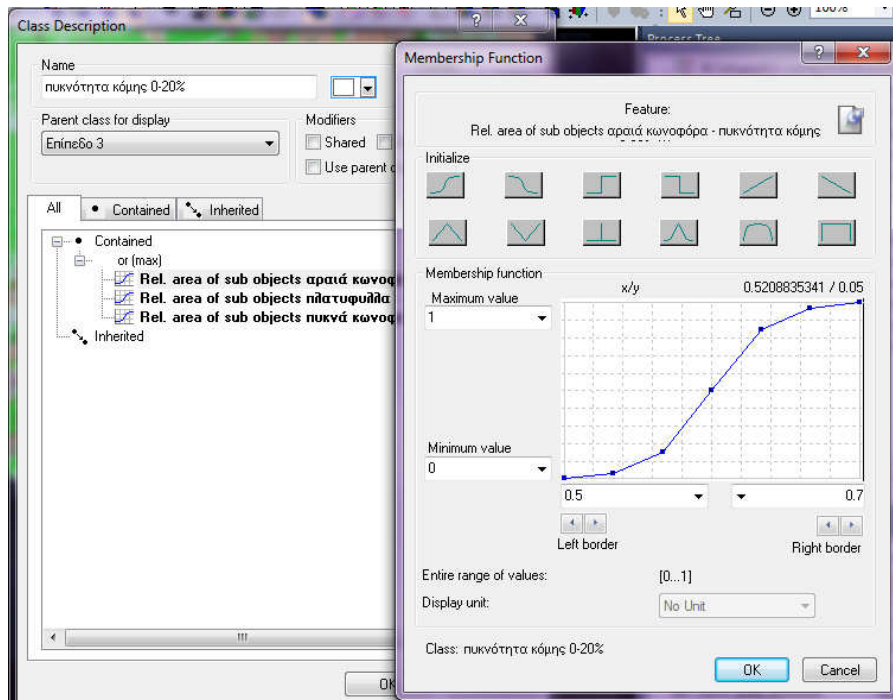 Class Description
Name
πυκνότητα κόμης 0-20%
Parent class for display
Επίπεδο 3
Modifiers
Shared
Use parent
All
Contained
Inherited
Contained
or (max)
Rel. area of sub objects αραιά
Rel. area of sub objects πλατυφυλλα
Rel. area of sub objects πυκνά
Inherited
100%
Process Tree
Membership Function
Feature:
Rel. area of sub objects αραιά κωνοφόρα - πυκνότητα κόμης
Initialize
Membership function
Maximum value
x/y
0.5208835341 / 0.05
1
Minimum value
0
0.5
0.7
Left border
Right border
Entire range of values:
[0...1]
Display unit:
No Unit
Class: πυκνότητα κόμης 0-20%
OK
Cancel